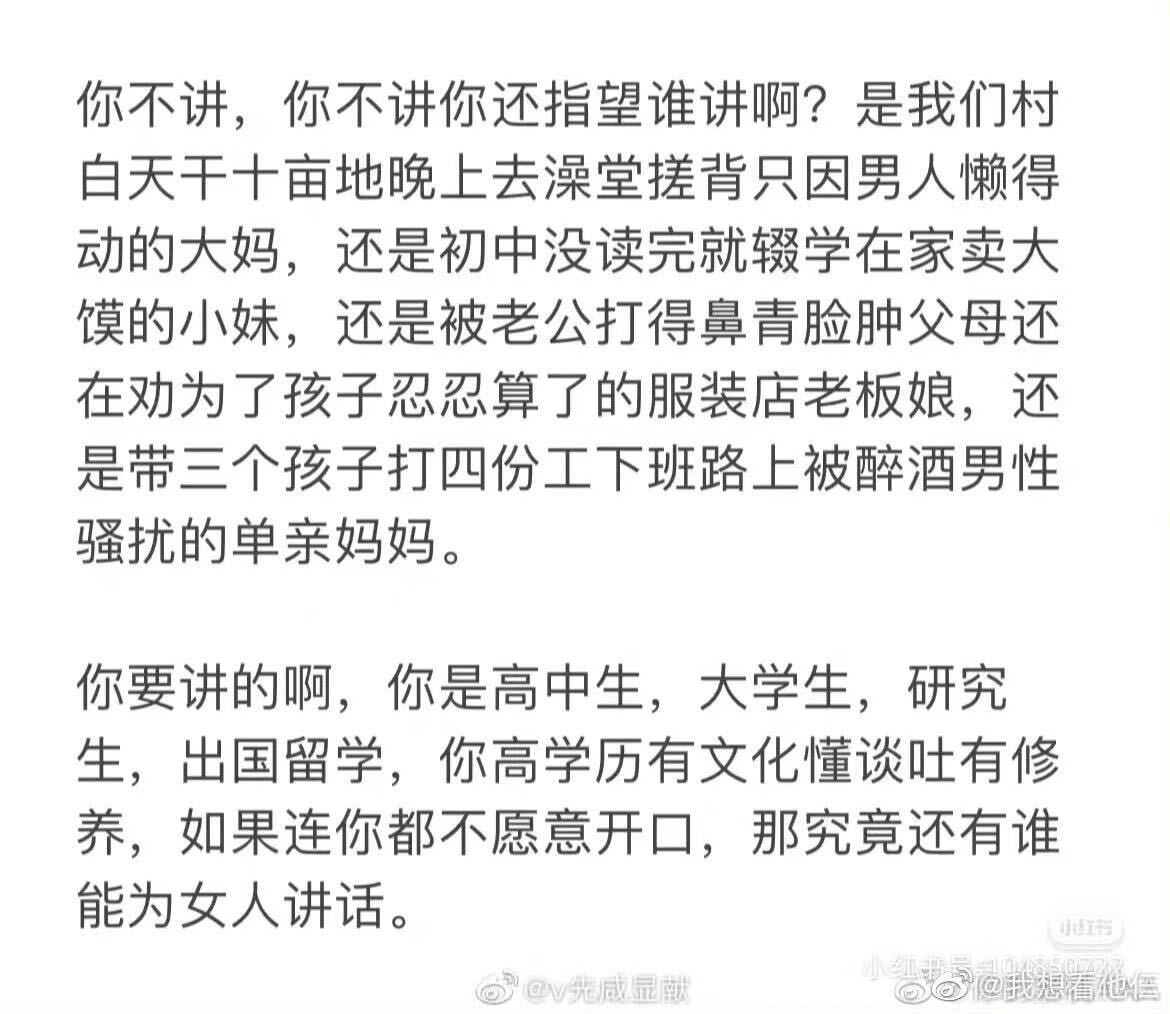 你不讲，你不讲你还指望谁讲啊？是我们村
白天干十亩地晚上去澡堂搓背只因男人懒得
动的大妈，还是初中没读完就辍学在家卖大
馍的小妹，还是被老公打得鼻青脸肿父母还
在劝为了孩子忍忍算了的服装店老板娘，还
是带三个孩子打四份工下班路上被醉酒男性
骚扰的单亲妈妈。
你要讲的啊，你是高中生，大学生，研究
生，出国留学，你高学历有文化懂谈吐有修
养，如果连你都不愿意开口，那究竟还有谁
能为女人讲话。
小红书
小红书号
@v先咸显献
@我想看他仨